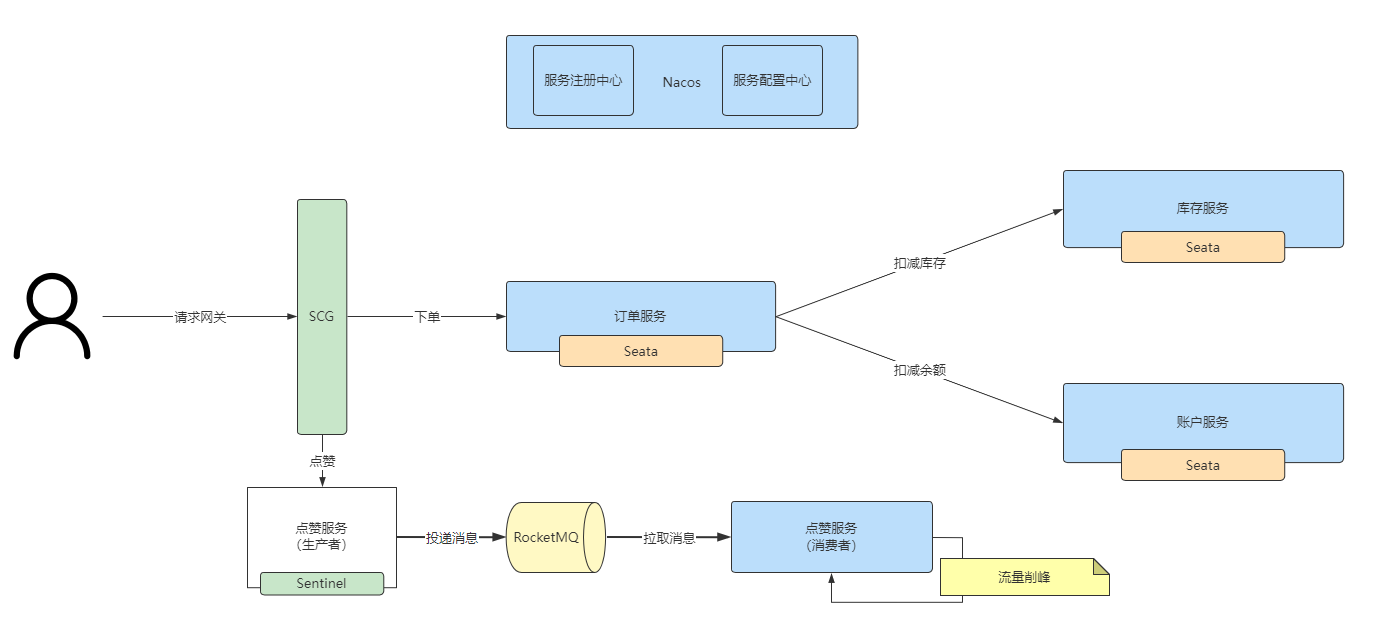 服务注册中心
Nacos
服务配置中心
库存服务
Seata
扣减库存
请求网关
SCG
下单
订单服务
Seata
扣减余额
账户服务
Seata
点赞
点赞服务
（生产者）
Sentinel
投递消息
RocketMQ
拉取消息
点赞服务
（消费者）
流量削峰